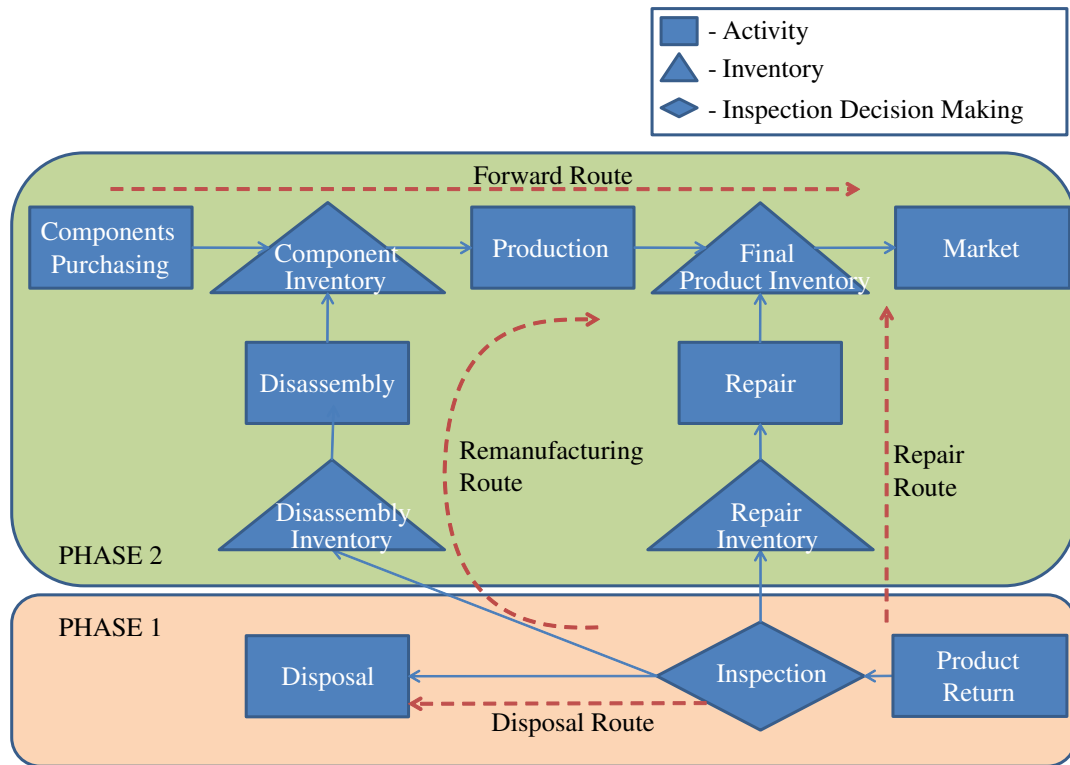 - Activity
- Inventory
- Inspection Decision Making
Forward Route
Components
Purchasing
Component
Inventory
Production
Final
Product Inventory
Market
Disassembly
Repair
Remanufacturing
Route
Repair
Route
Disassembly
Inventory
Repair
Inventory
PHASE 2
PHASE 1
Disposal
Inspection
Product
Return
Disposal Route